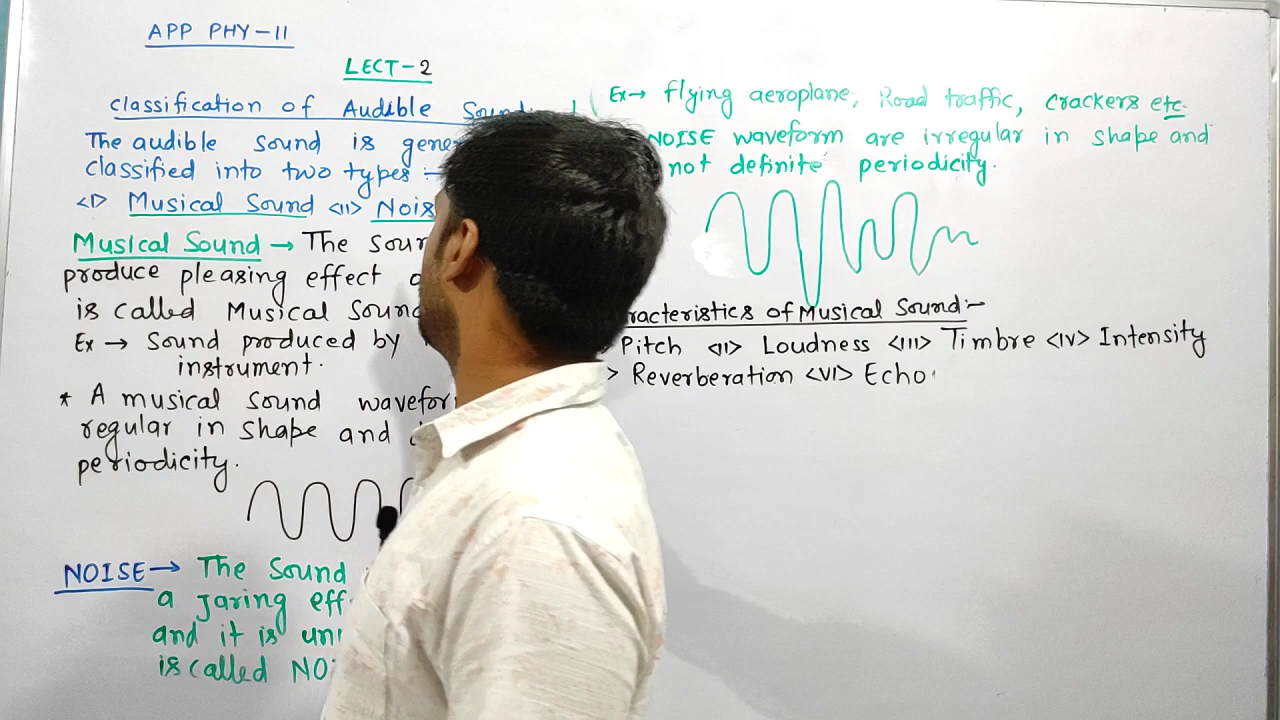 APP PHY-II
LECT-2
Classification of Audible
The audible sound is
classified into two types :-
<I> Musical Sound <II>
Musical Sound → The
produce pleasing effect
is called Musical Sound
Ex → Sound produced by
instrument.
* A musical sound
regular in shape and
periodicity.
NOISE → The Sound
a Jaring
and it is
is called
Ex → flying aeroplane, Road traffic, crackers etc.
NOISE waveform are irregular in shape and
not definite periodicity.
of Musical Sound :-
Pitch <II> Loudness <III> Timbre <IV> Intensity
Reverberation <VI> Echo